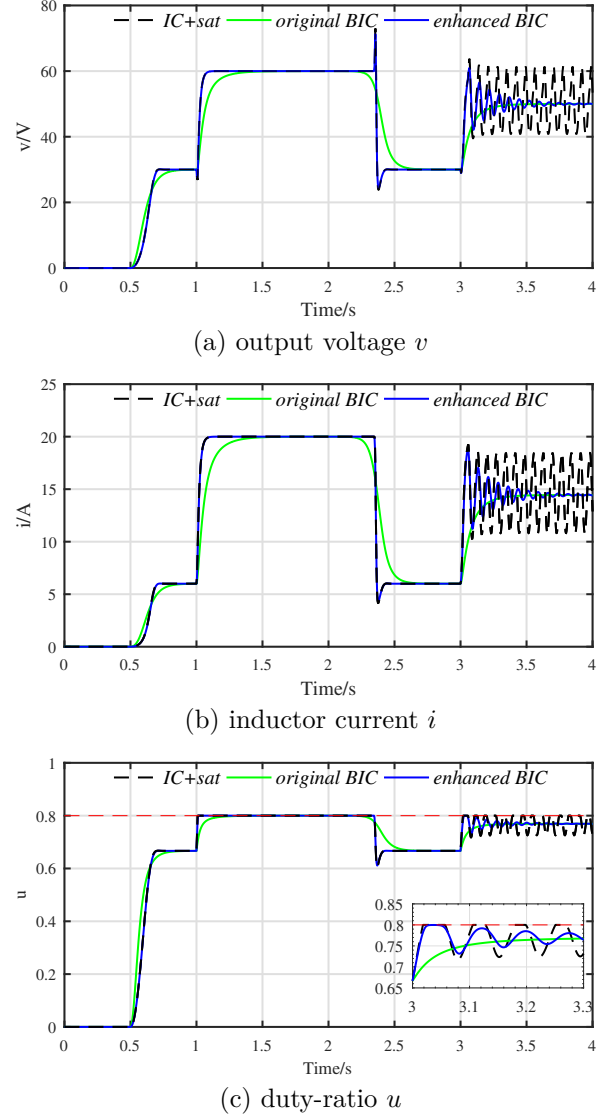 IC+sat original BIC enhanced BIC
80
60
40
20
0
v/V
0 0.5 1 1.5 2 2.5 3 3.5 4
Time/s
(a) output voltage v
IC+sat original BIC enhanced BIC
25
20
15
10
5
0
i/A
0 0.5 1 1.5 2 2.5 3 3.5 4
Time/s
(b) inductor current i
IC+sat original BIC enhanced BIC
1
0.8
0.6
0.4
0.2
0
u
0.85
0.8
0.75
0.7
0.65
3 3.1 3.2 3.3
0 0.5 1 1.5 2 2.5 3 3.5 4
Time/s
(c) duty-ratio u